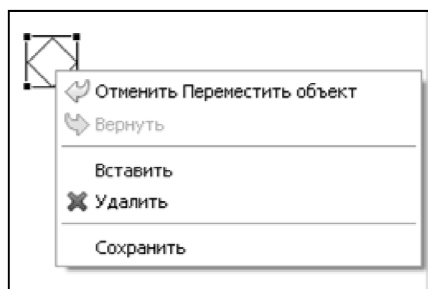 Отменить Переместить объект
Вернуть
Вставить
Удалить
Сохранить